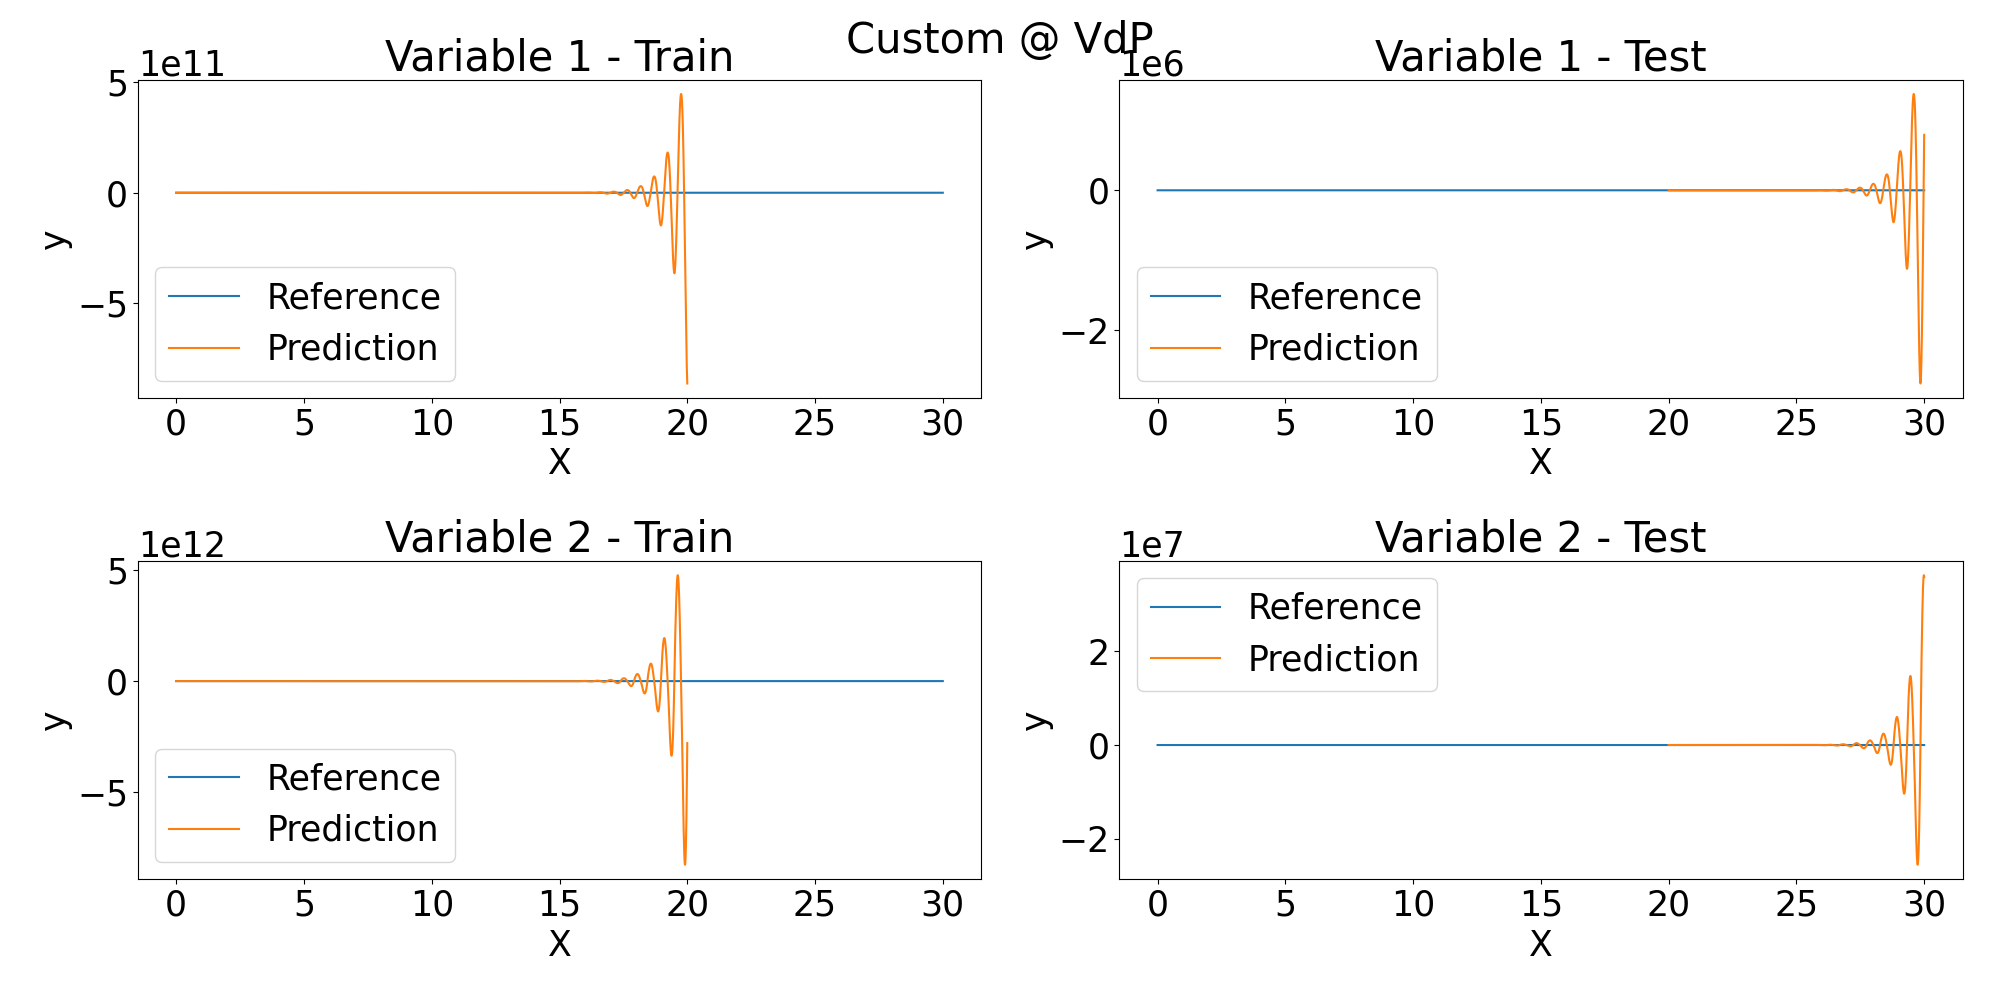 Custom @ VdP
Variable 1 - Train
1e11
5
0
−5
y
Reference
Prediction
0 5 10 15 20 25 30
X
Variable 1 - Test
1e6
0
−2
y
Reference
Prediction
0 5 10 15 20 25 30
X
Variable 2 - Train
1e12
5
0
−5
y
Reference
Prediction
0 5 10 15 20 25 30
X
Variable 2 - Test
1e7
2
0
−2
y
Reference
Prediction
0 5 10 15 20 25 30
X